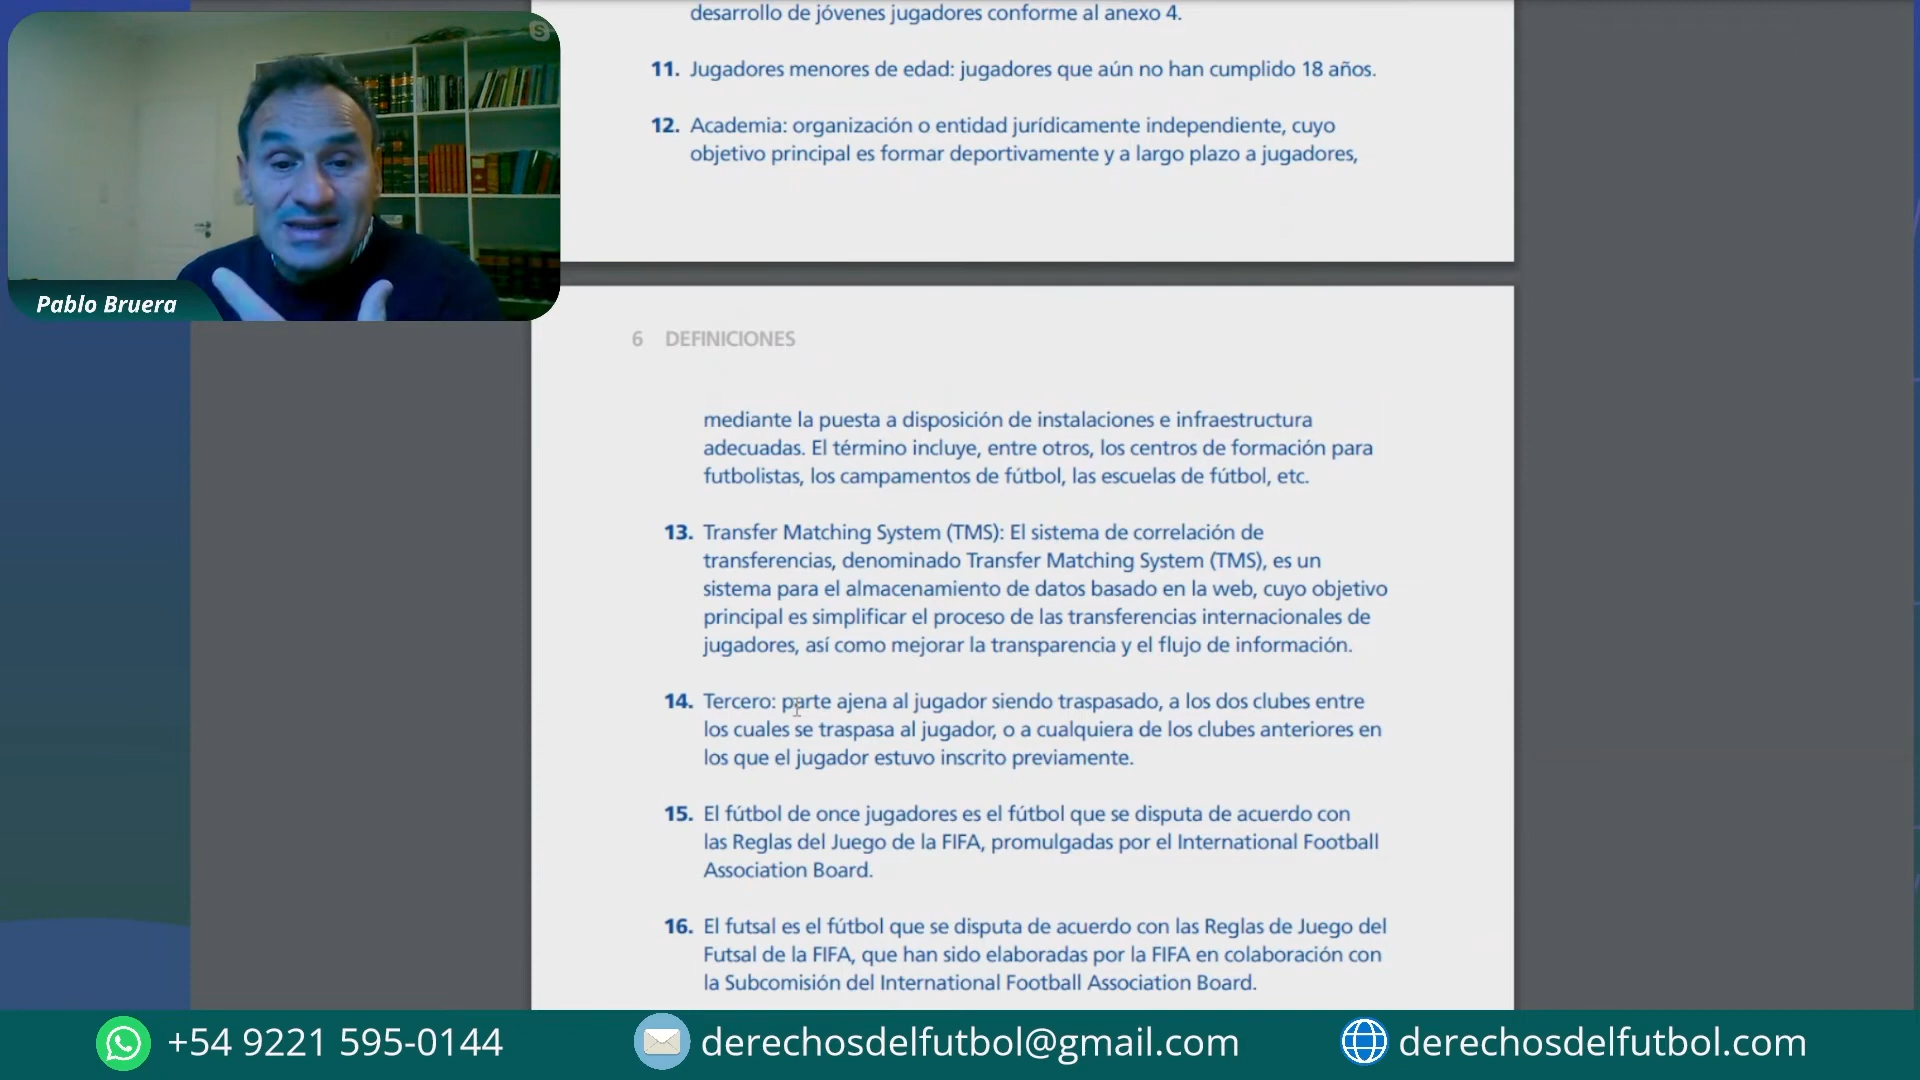 desarrollo de jóvenes jugadores conforme al anexo 4.
11. Jugadores menores de edad: jugadores que aún no han cumplido 18 años.
12. Academia: organización o entidad jurídicamente independiente, cuyo
objetivo principal es formar deportivamente y a largo plazo a jugadores,
S
Pablo Bruera
6 DEFINICIONES
mediante la puesta a disposición de instalaciones e infraestructura
adecuadas. El término incluye, entre otros, los centros de formación para
futbolistas, los campamentos de fútbol, las escuelas de fútbol, etc.
13. Transfer Matching System (TMS): El sistema de correlación de
transferencias, denominado Transfer Matching System (TMS), es un
sistema para el almacenamiento de datos basado en la web, cuyo objetivo
principal es simplificar el proceso de las transferencias internacionales de
jugadores, así como mejorar la transparencia y el flujo de información.
14. Tercero: parte ajena al jugador siendo traspasado, a los dos clubes entre
los cuales se traspasa al jugador, o a cualquiera de los clubes anteriores en
los que el jugador estuvo inscrito previamente.
15. El fútbol de once jugadores es el fútbol que se disputa de acuerdo con
las Reglas del Juego de la FIFA, promulgadas por el International Football
Association Board.
16. El futsal es el fútbol que se disputa de acuerdo con las Reglas de Juego del
Futsal de la FIFA, que han sido elaboradas por la FIFA en colaboración con
la Subcomisión del International Football Association Board.
+54 9221 595-0144
derechosdelfutbol@gmail.com
derechosdelfutbol.com